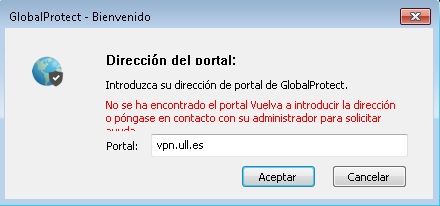 GlobalProtect - Bienvenido
Dirección del portal:
Introduzca su dirección de portal de GlobalProtect.
No se ha encontrado el portal Vuelva a introducir la dirección
o póngase en contacto con su administrador para solicitar
ayuda
Portal: vpn.ull.es
Aceptar Cancelar